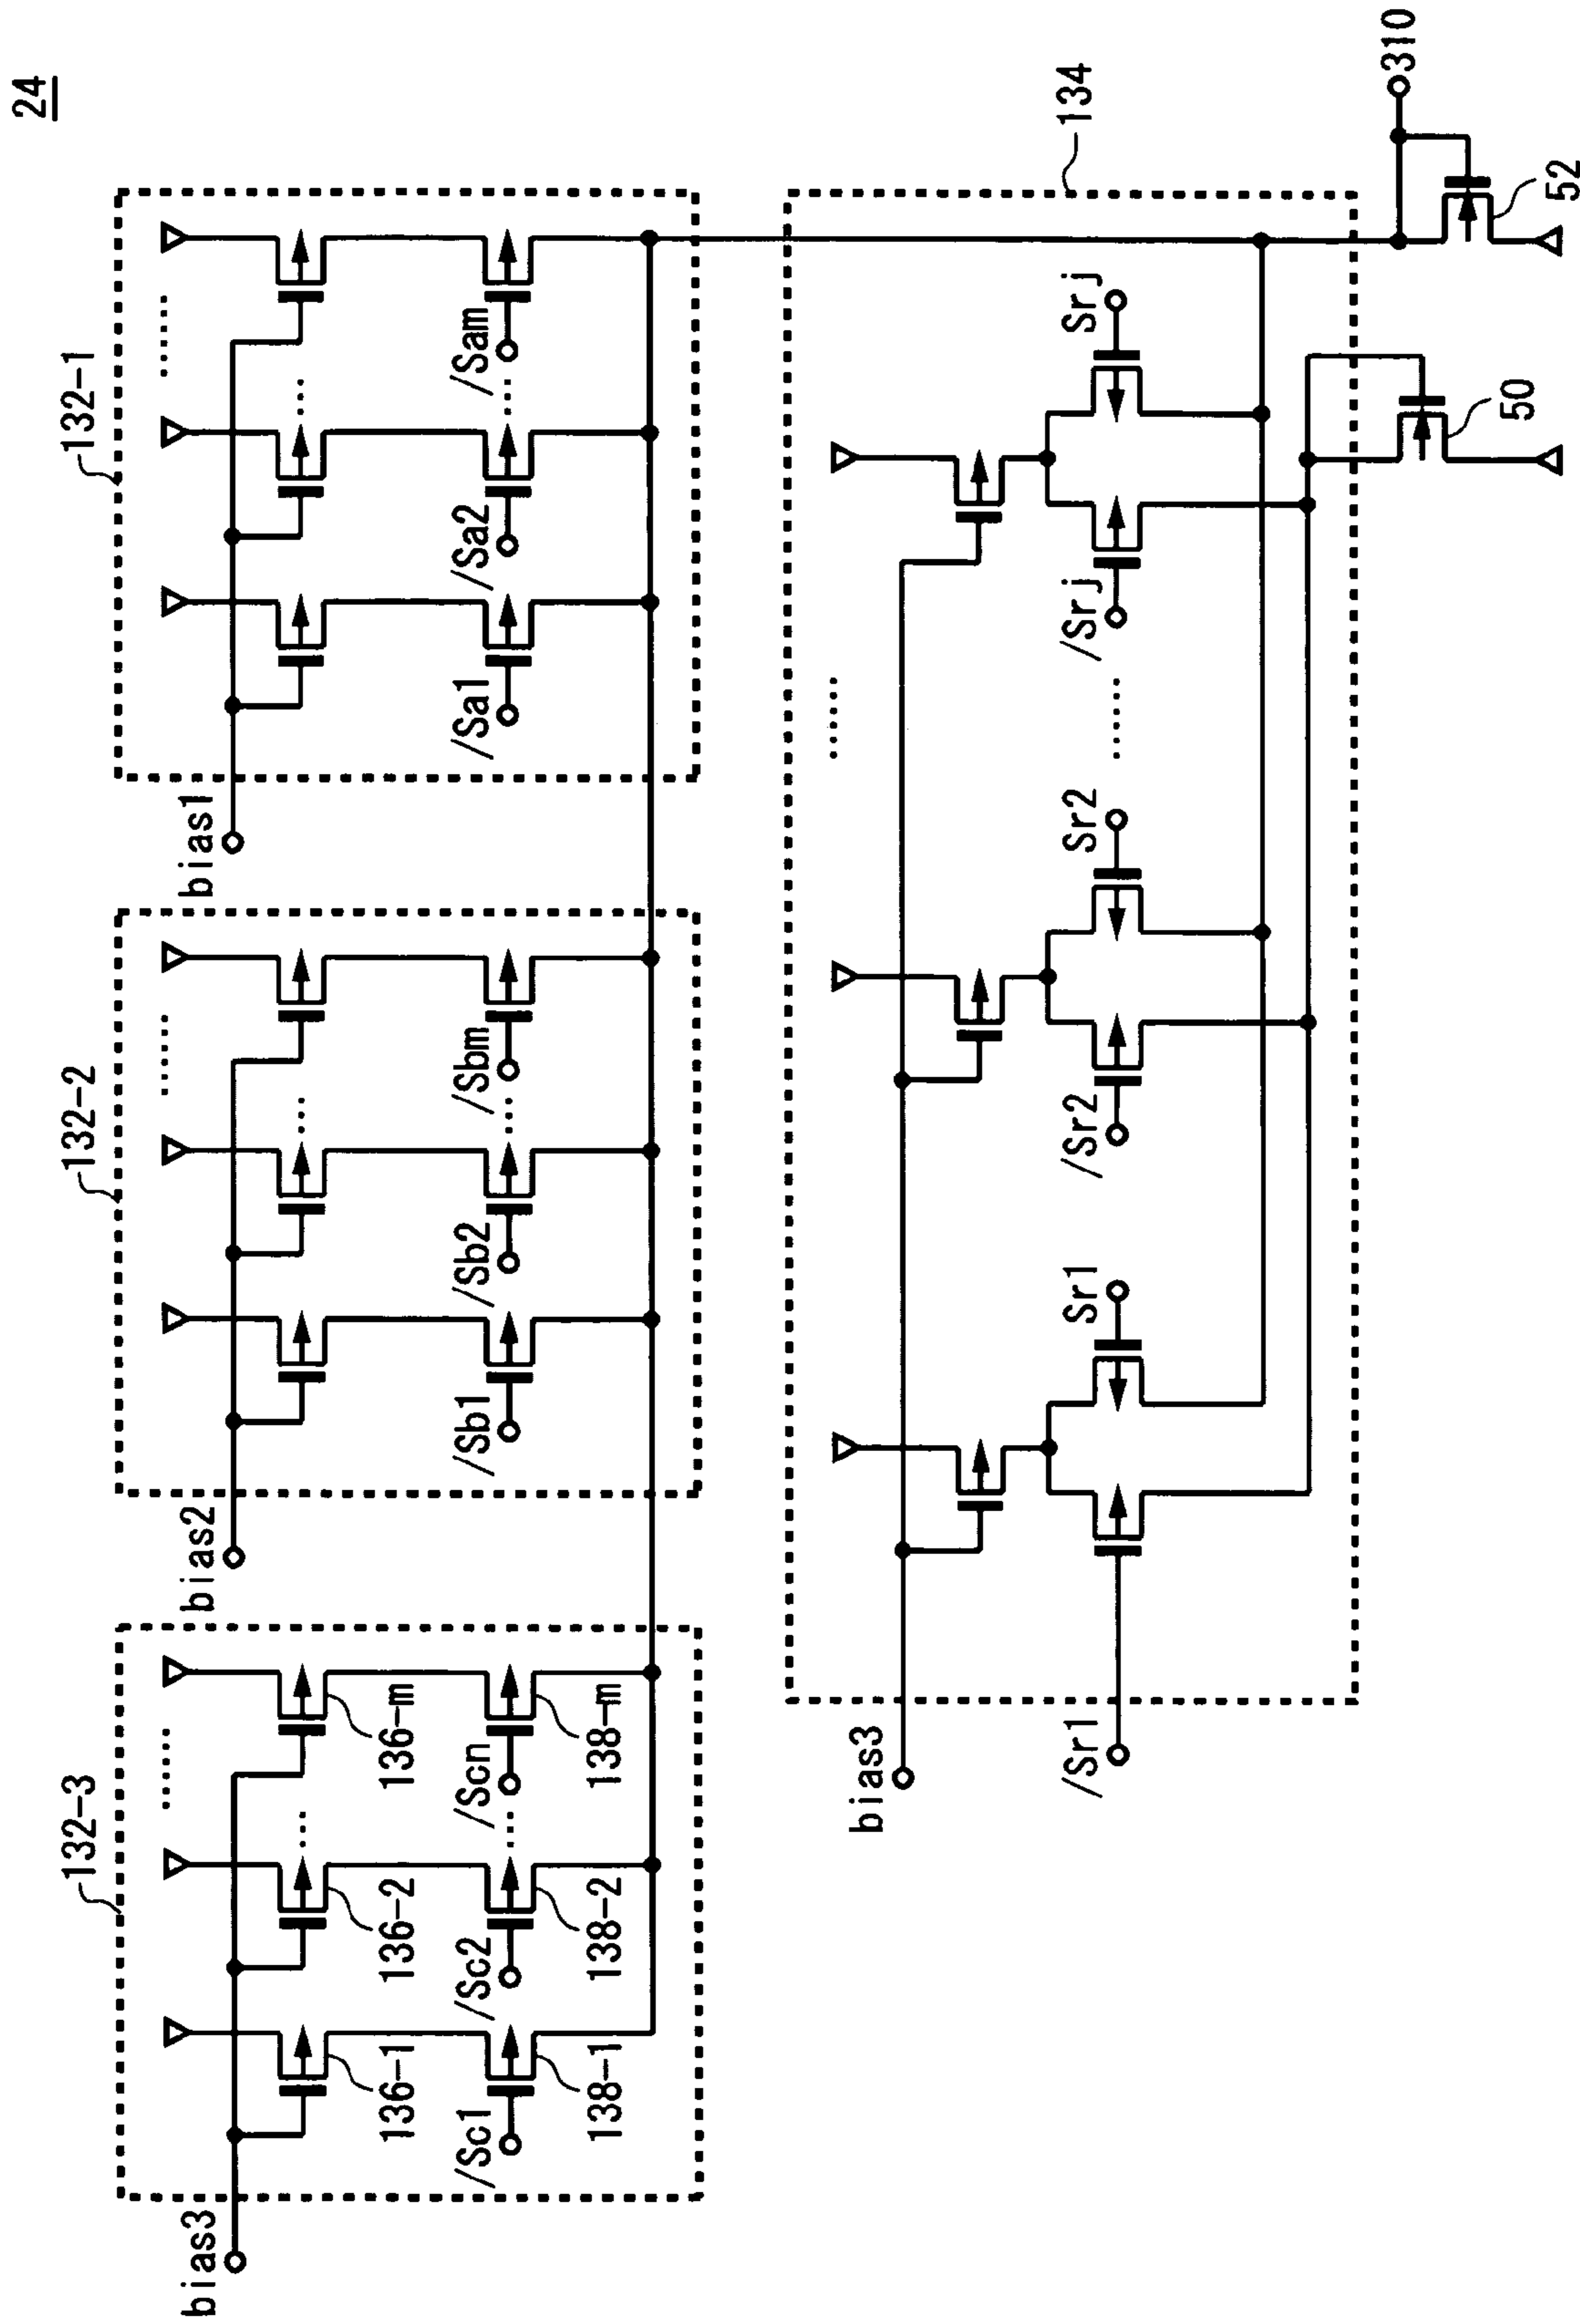 24
132-3
132-2
132-1
bias3
136-1
136-2
136-m
/Sc1
/Sc2
/Scn
138-1
138-2
138-m
bias2
/Sb1
/Sb2
/Sbm
bias1
/Sa1
/Sa2
/Sam
134
bias3
/Sr1
Sr1
/Sr2
Sr2
/Srj
Srj
310
50
52